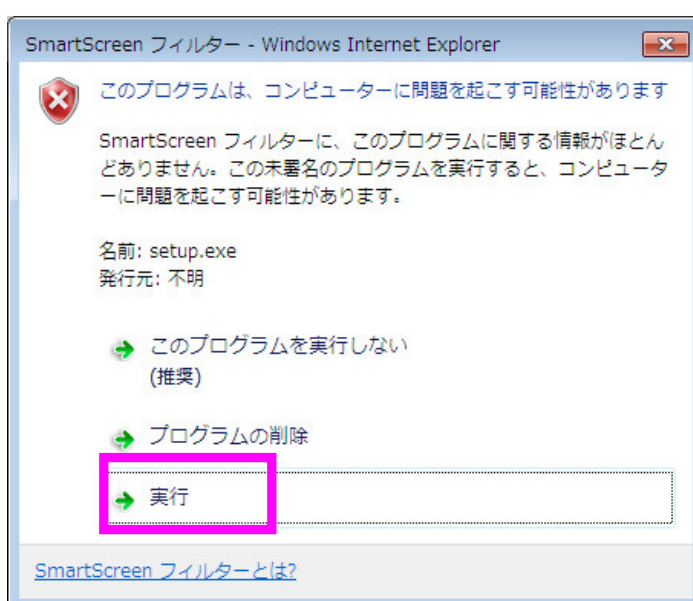 SmartScreen フィルター - Windows Internet Explorer
このプログラムは、コンピューターに問題を起こす可能性があります
SmartScreen フィルターに、このプログラムに関する情報がほとん
どありません。この未署名のプログラムを実行すると、コンピュータ
ーに問題を起こす可能性があります。
名前: setup.exe
発行元: 不明
このプログラムを実行しない
(推奨)
プログラムの削除
実行
SmartScreen フィルターとは?